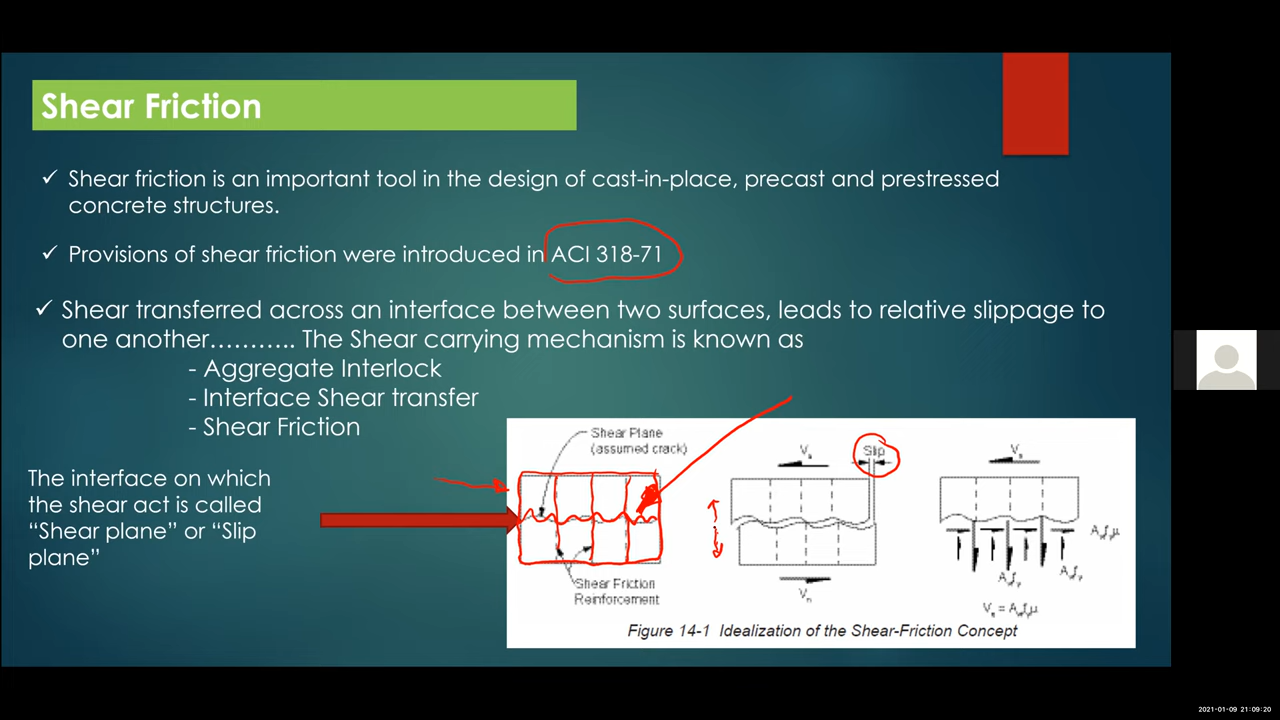 Shear Friction
✓ Shear friction is an important tool in the design of cast-in-place, precast and prestressed
concrete structures.
✓ Provisions of shear friction were introduced in ACI 318-71
✓ Shear transferred across an interface between two surfaces, leads to relative slippage to
one another……….. The Shear carrying mechanism is known as
- Aggregate Interlock
- Interface Shear transfer
- Shear Friction
The interface on which
the shear act is called
“Shear plane” or “Slip
plane”
Shear Plane
(assumed crack)
Shear Friction
Reinforcement
Slip
Figure 14-1 Idealization of the Shear-Friction Concept
2021-01-09 21:09:20